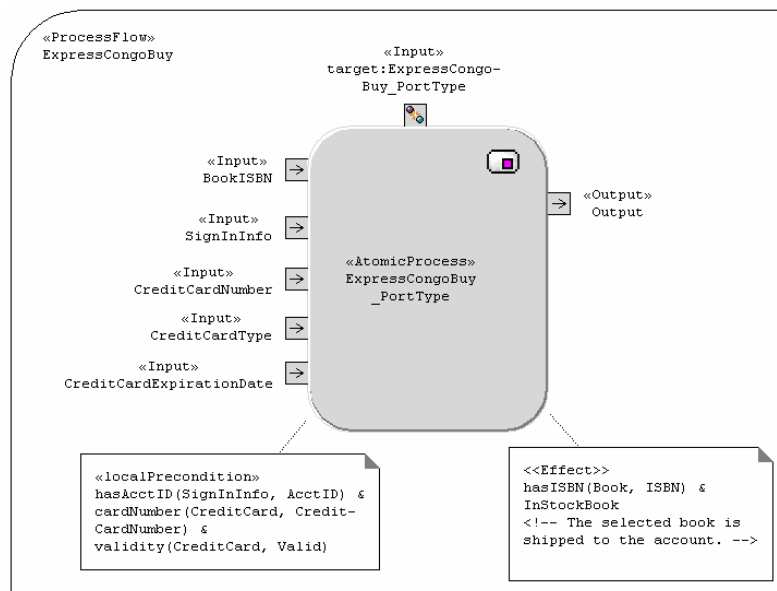 «ProcessFlow»
ExpressCongoBuy
«Input»
target:ExpressCongo-
Buy_PortType
«Input»
BookISBN
«Input»
SignInInfo
«Input»
CreditCardNumber
«Input»
CreditCardType
«Input»
CreditCardExpirationDate
«AtomicProcess»
ExpressCongoBuy
_PortType
«Output»
Output
«localPrecondition»
hasAcctID(SignInInfo, AcctID) &
cardNumber(CreditCard, Credit-
CardNumber) &
validity(CreditCard, Valid)
<<Effect>>
hasISBN(Book, ISBN) &
InStockBook
<!-- The selected book is
shipped to the account. -->